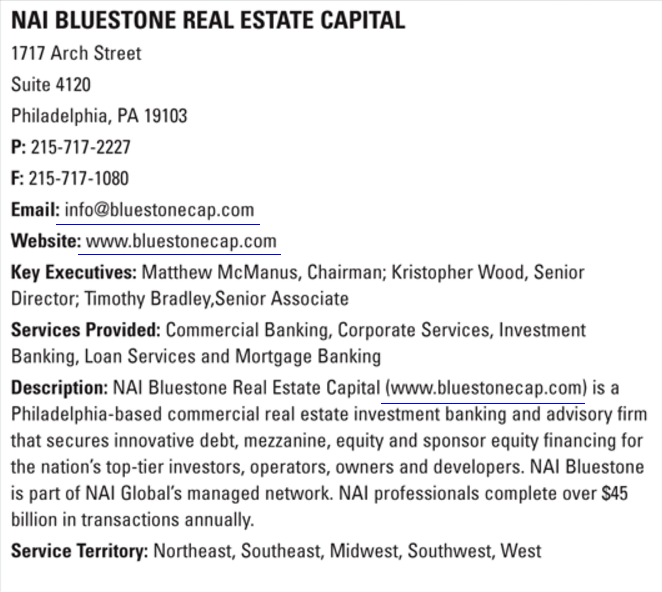 NAI BLUESTONE REAL ESTATE CAPITAL
1717 Arch Street
Suite 4120
Philadelphia, PA 19103
P: 215-717-2227
F: 215-717-1080
Email: info@bluestonecap.com
Website: www.bluestonecap.com
Key Executives: Matthew McManus, Chairman; Kristopher Wood, Senior
Director; Timothy Bradley,Senior Associate
Services Provided: Commercial Banking, Corporate Services, Investment
Banking, Loan Services and Mortgage Banking
Description: NAI Bluestone Real Estate Capital (www.bluestonecap.com) is a
Philadelphia-based commercial real estate investment banking and advisory firm
that secures innovative debt, mezzanine, equity and sponsor equity financing for
the nation's top-tier investors, operators, owners and developers. NAI Bluestone
is part of NAI Global's managed network. NAI professionals complete over $45
billion in transactions annually.
Service Territory: Northeast, Southeast, Midwest, Southwest, West